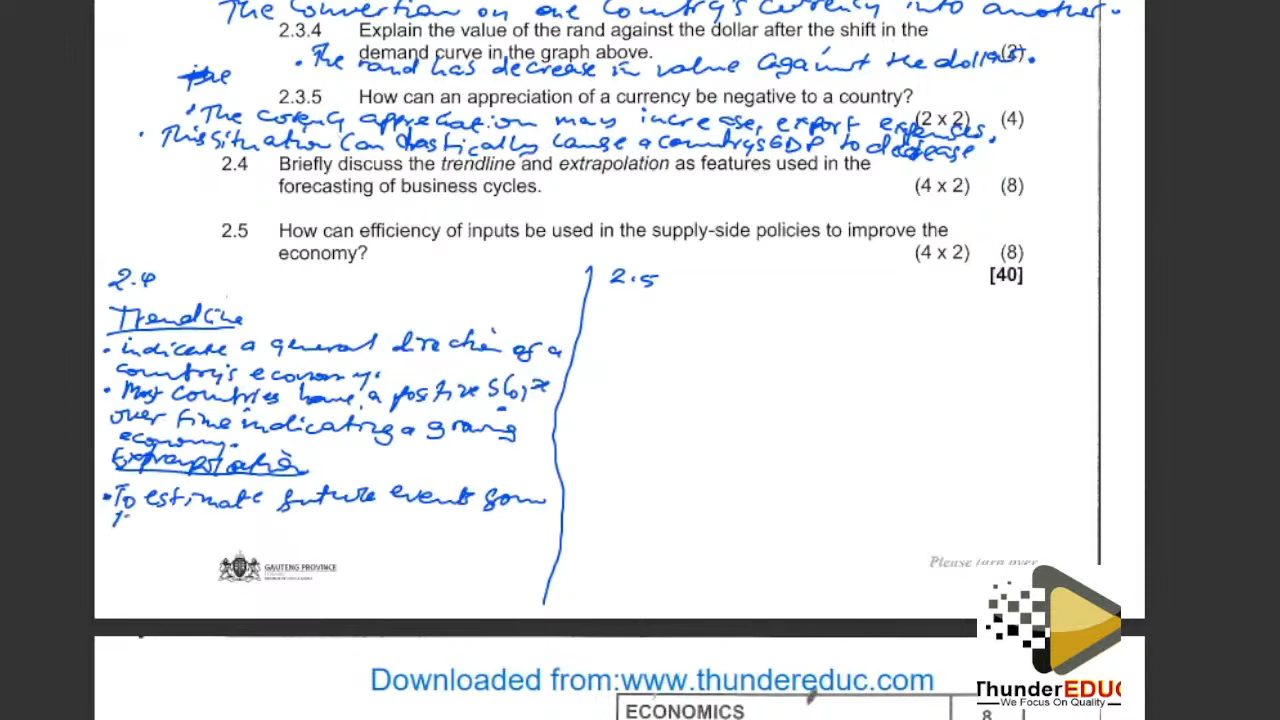 The Convertion on one Country's Currency into another.
2.3.4 Explain the value of the rand against the dollar after the shift in the
demand curve in the graph above. (2)
• The rand has decrease in value against the dollars.
the
2.3.5 How can an appreciation of a currency be negative to a country?
(2 x 2) (4)
• The appreciation may increase export expenses.
• This situation can drastically cause a country's GDP to decrease
2.4 Briefly discuss the trendline and extrapolation as features used in the
forecasting of business cycles. (4 x 2) (8)
2.5 How can efficiency of inputs be used in the supply-side policies to improve the
economy? (4 x 2) (8)
[40]
2.4
Trendline
• indicate a general direction of a
country's economy.
• Most countries have a positive slope
over time indicating a growing
economy.
Extrapolation
• To estimate future events from
2.5
GAUTENG PROVINCE
Please turn over
ThunderEDUC
We Focus On Quality
Downloaded from:www.thundereduc.com
ECONOMICS
8